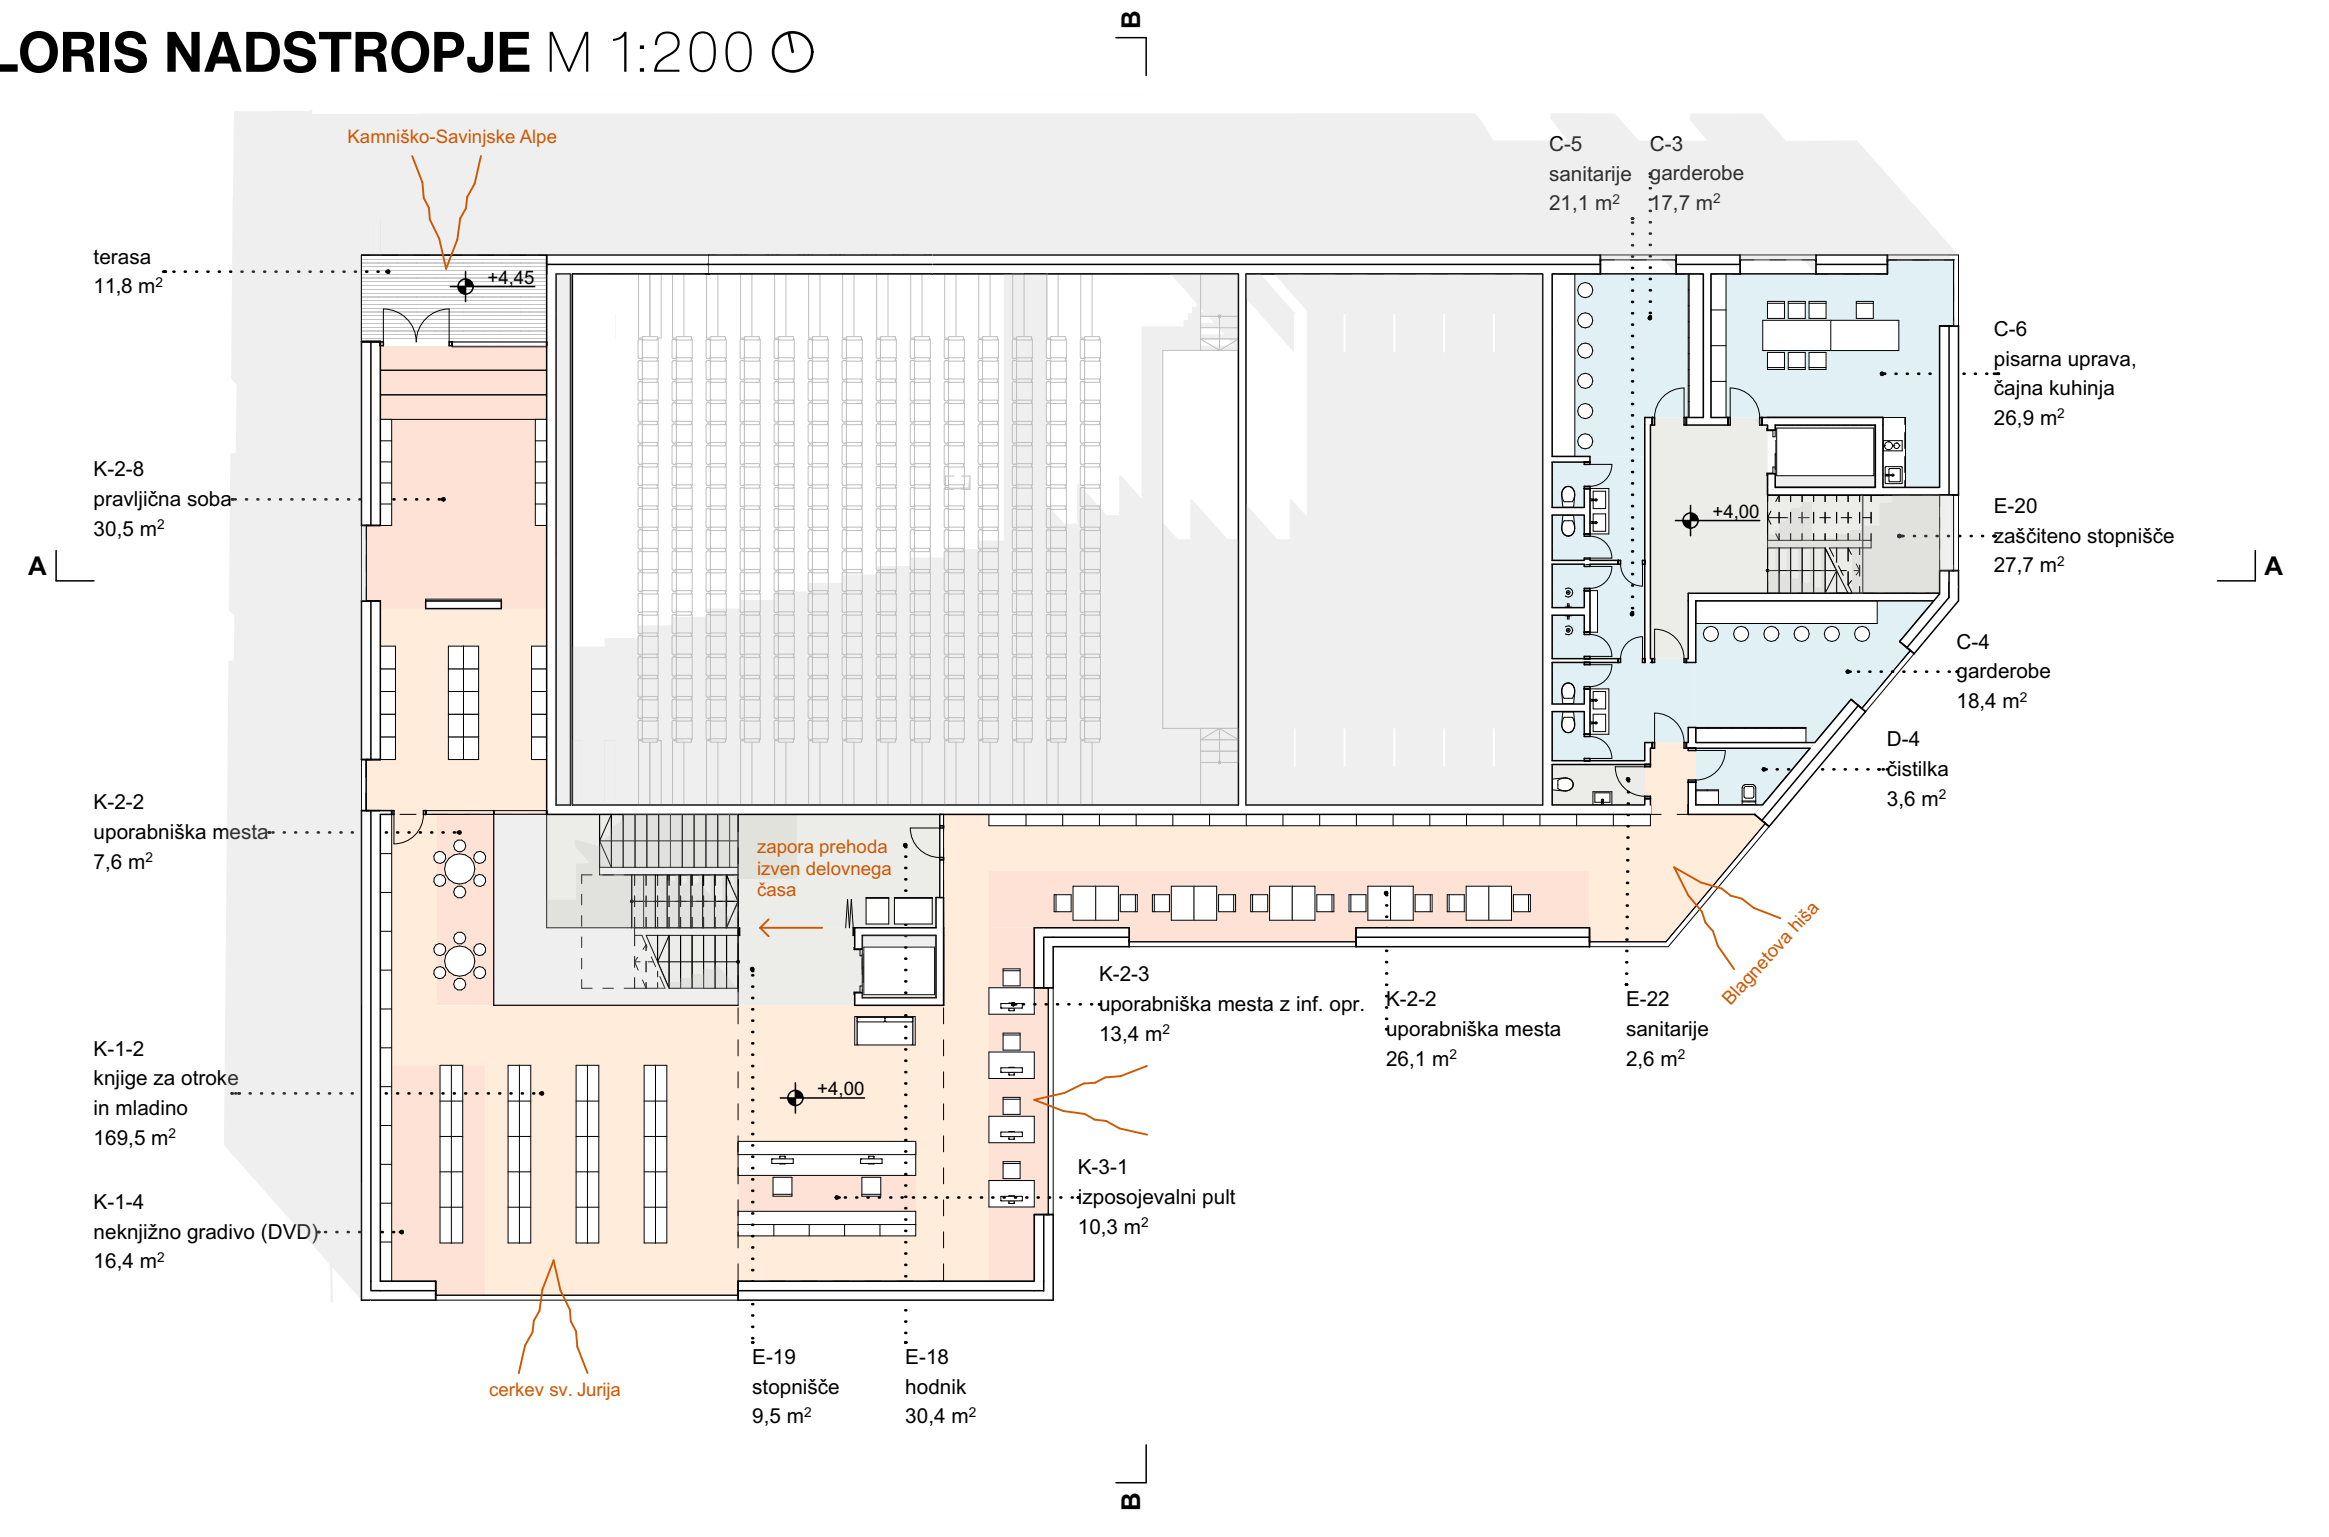 LORIS NADSTROPJE M 1:200
B
Kamniško-Savinjske Alpe
C-5
sanitarije
21,1 m²
C-3
garderobe
17,7 m²
terasa
11,8 m²
+4,45
C-6
pisarna uprava,
čajna kuhinja
26,9 m²
K-2-8
pravljična soba
30,5 m²
+4,00
E-20
zaščiteno stopnišče
27,7 m²
A
A
C-4
garderobe
18,4 m²
D-4
čistilka
3,6 m²
K-2-2
uporabniška mesta
7,6 m²
zapora prehoda
izven delovnega
časa
Blagnetova hiša
K-2-3
uporabniška mesta z inf. opr.
13,4 m²
K-2-2
uporabniška mesta
26,1 m²
E-22
sanitarije
2,6 m²
K-1-2
knjige za otroke
in mladino
169,5 m²
+4,00
K-3-1
izposojevalni pult
10,3 m²
K-1-4
neknjižno gradivo (DVD)
16,4 m²
cerkev sv. Jurija
E-19
stopnišče
9,5 m²
E-18
hodnik
30,4 m²
B